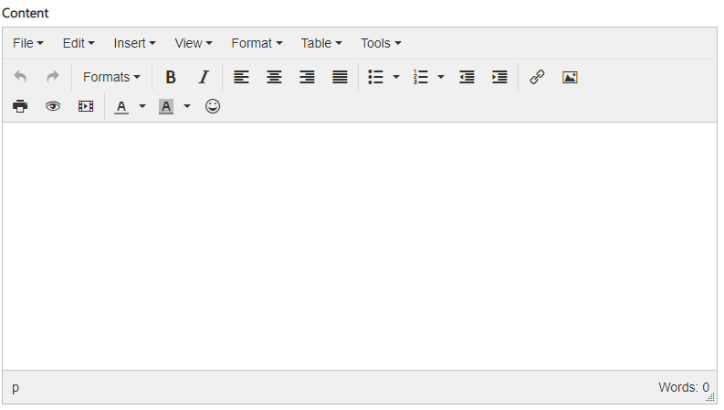 Content
File Edit Insert View Format Table Tools
Formats B I
A A
p Words: 0